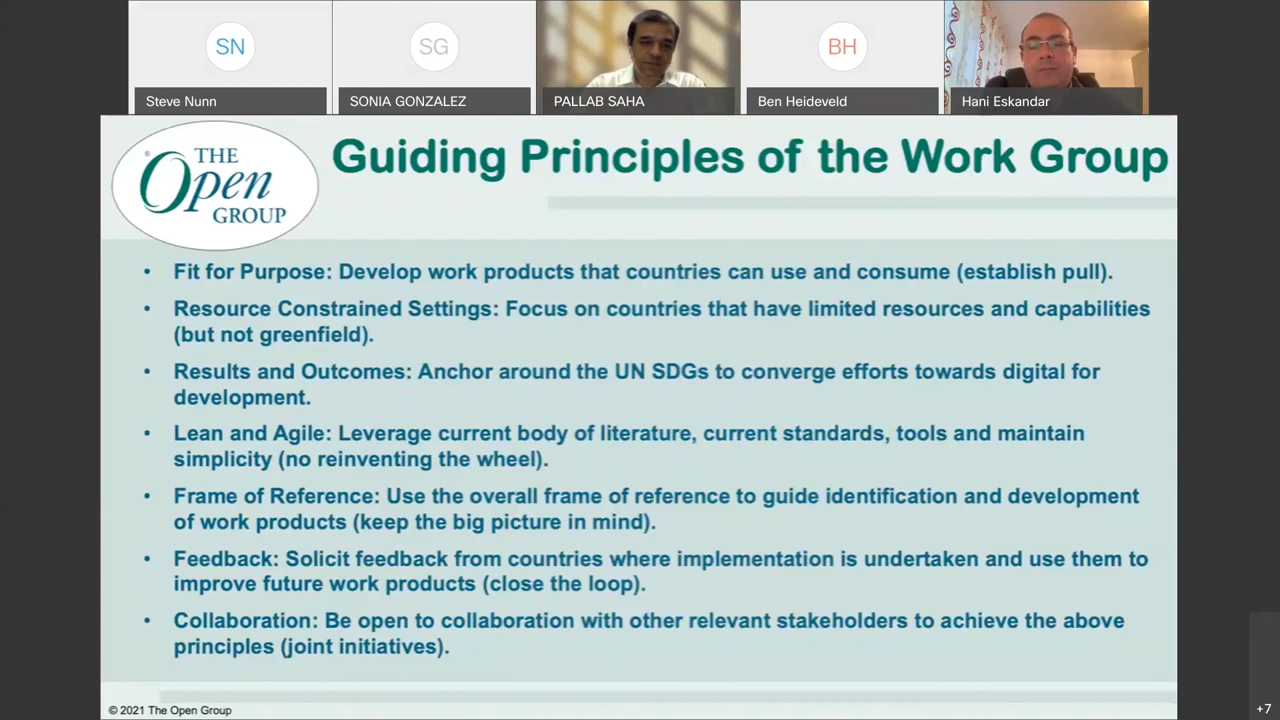 SN
SG
BH
Steve Nunn
SONIA GONZALEZ
PALLAB SAHA
Ben Heideveld
Hani Eskandar
THE
Open
GROUP
®
Guiding Principles of the Work Group
• Fit for Purpose: Develop work products that countries can use and consume (establish pull).
• Resource Constrained Settings: Focus on countries that have limited resources and capabilities
(but not greenfield).
• Results and Outcomes: Anchor around the UN SDGs to converge efforts towards digital for
development.
• Lean and Agile: Leverage current body of literature, current standards, tools and maintain
simplicity (no reinventing the wheel).
• Frame of Reference: Use the overall frame of reference to guide identification and development
of work products (keep the big picture in mind).
• Feedback: Solicit feedback from countries where implementation is undertaken and use them to
improve future work products (close the loop).
• Collaboration: Be open to collaboration with other relevant stakeholders to achieve the above
principles (joint initiatives).
© 2021 The Open Group
+7